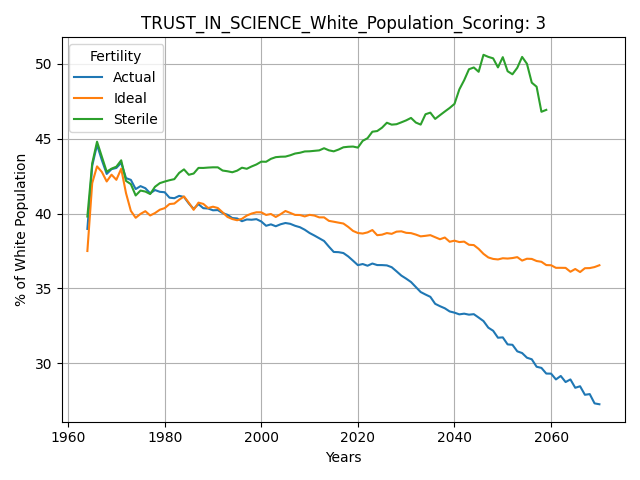 TRUST_IN_SCIENCE_White_Population_Scoring: 3
Fertility
Actual
Ideal
Sterile
% of White Population
50
45
40
35
30
1960
1980
2000
2020
2040
2060
Years